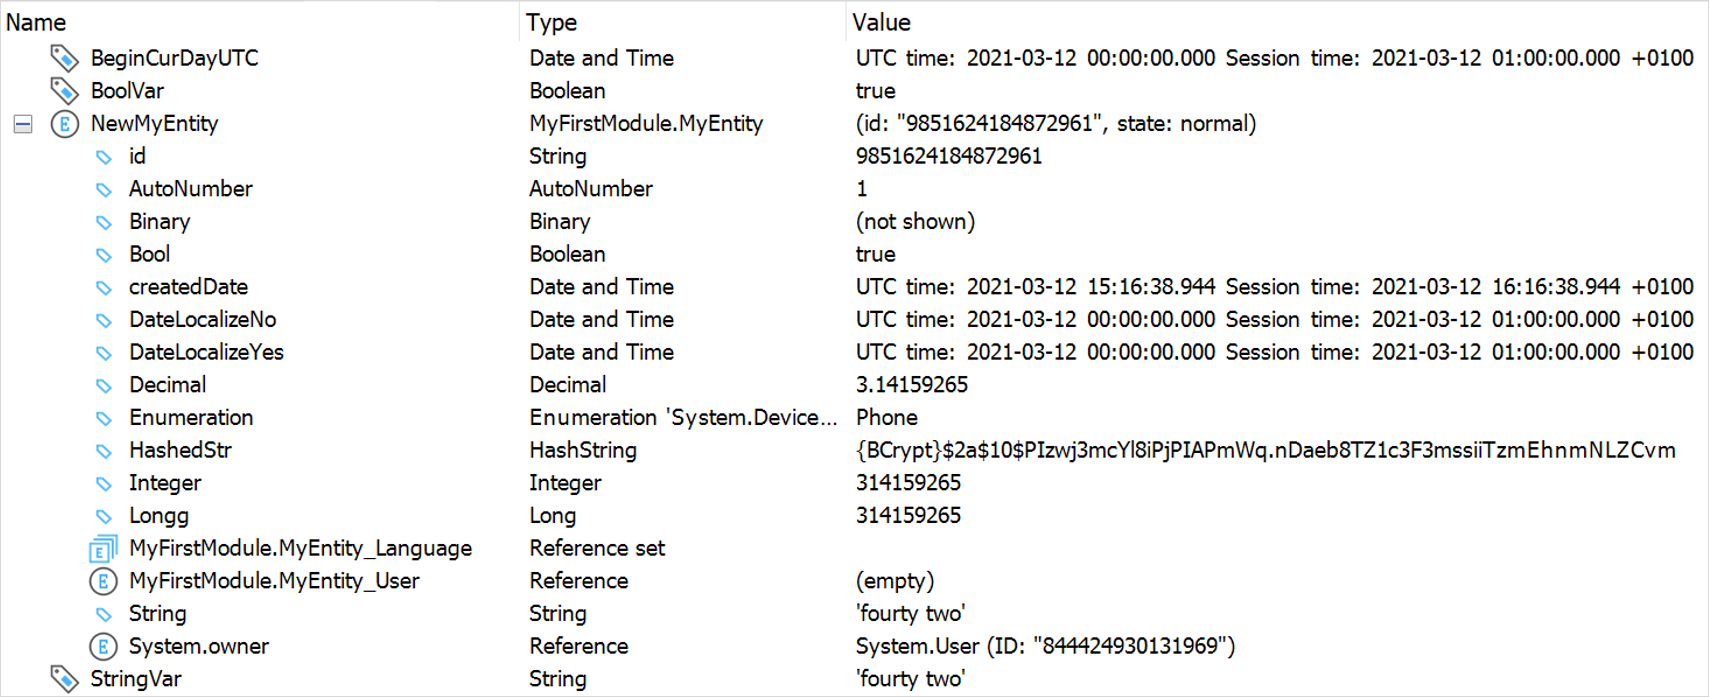 Name Type Value
BeginCurDayUTC Date and Time UTC time: 2021-03-12 00:00:00.000 Session time: 2021-03-12 01:00:00.000 +0100
BoolVar Boolean true
NewMyEntity MyFirstModule.MyEntity (id: "9851624184872961", state: normal)
id String 9851624184872961
AutoNumber AutoNumber 1
Binary Binary (not shown)
Bool Boolean true
createdDate Date and Time UTC time: 2021-03-12 15:16:38.944 Session time: 2021-03-12 16:16:38.944 +0100
DateLocalizeNo Date and Time UTC time: 2021-03-12 00:00:00.000 Session time: 2021-03-12 01:00:00.000 +0100
DateLocalizeYes Date and Time UTC time: 2021-03-12 00:00:00.000 Session time: 2021-03-12 01:00:00.000 +0100
Decimal Decimal 3.14159265
Enumeration Enumeration 'System.Device... Phone
HashedStr HashString {BCrypt}$2a$10$PIzwj3mcYl8iPjPIAPmWq.nDaeb8TZ1c3F3mssiiTzmEhnmNLZCvm
Integer Integer 314159265
Longg Long 314159265
MyFirstModule.MyEntity_Language Reference set
MyFirstModule.MyEntity_User Reference (empty)
String String 'fourty two'
System.owner Reference System.User (ID: "844424930131969")
StringVar String 'fourty two'